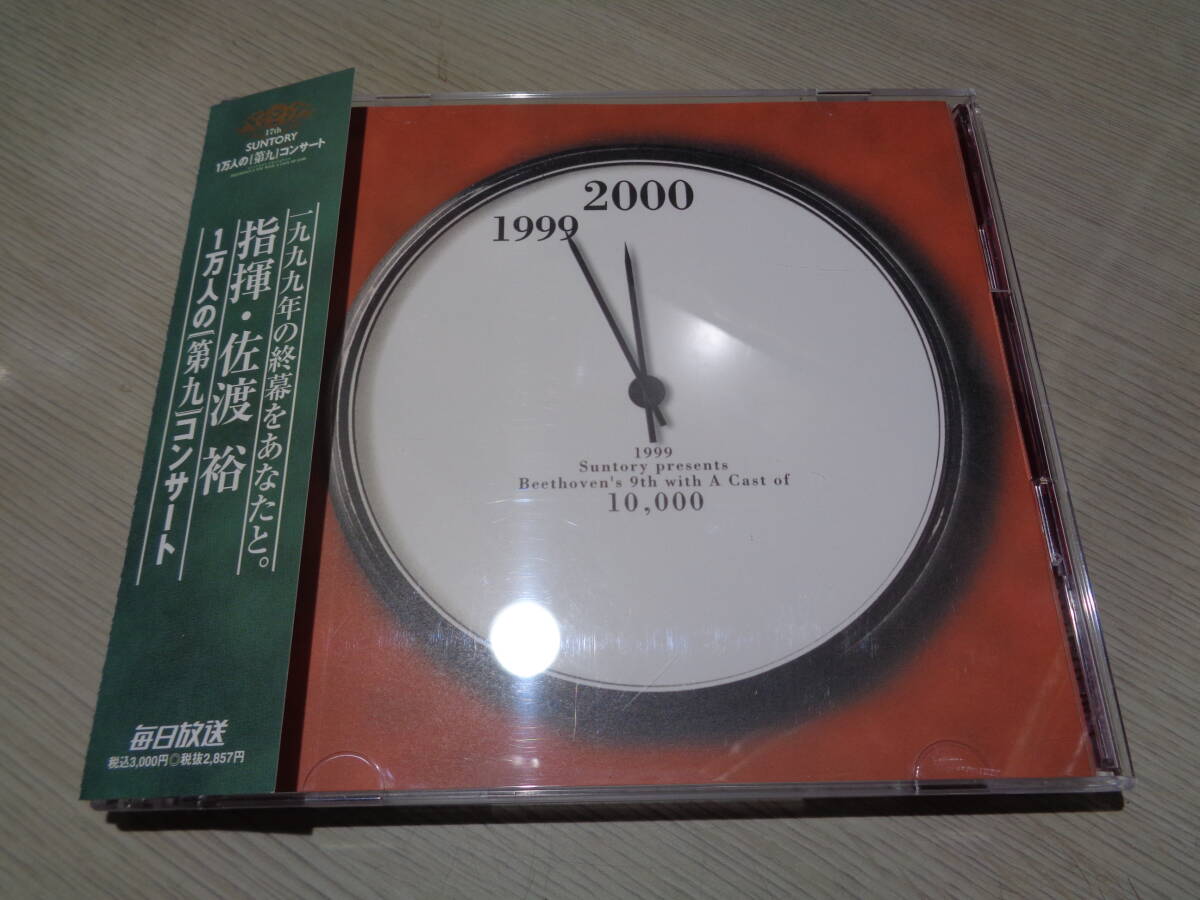 17th
SUNTORY
1万人の[第九]コンサート
一九九九年の終幕をあなたと。
指揮・佐渡 裕
1万人の[第九]コンサート
毎日放送
税込3,000円◎税抜2,857円
2000
1999
1999
Suntory presents
Beethoven's 9th with A Cast of
10,000